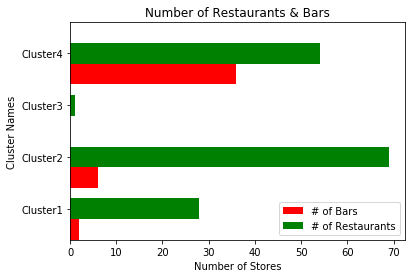 Number of Restaurants & Bars
Cluster Names
Cluster4
Cluster3
Cluster2
Cluster1
# of Bars
# of Restaurants
0 10 20 30 40 50 60 70
Number of Stores